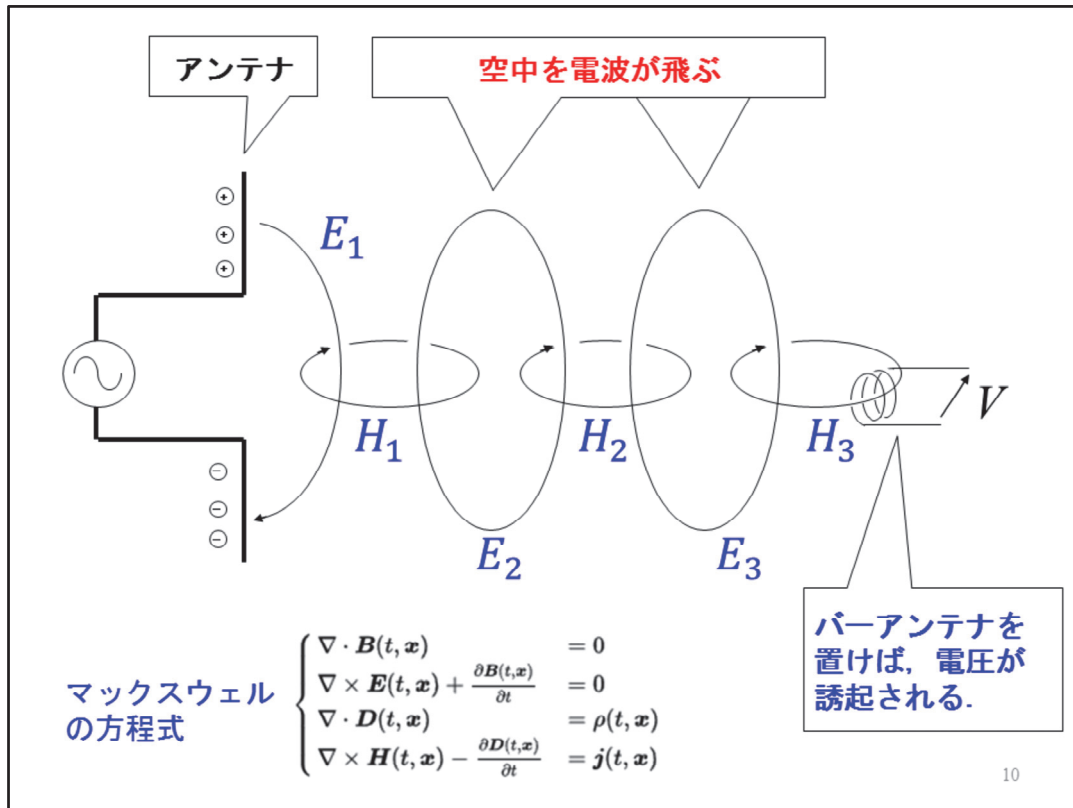 アンテナ
空中を電波が飛ぶ
E₁
H₁
H₂
H₃
V
E₂
E₃
バーアンテナを
置けば，電圧が
誘起される．
マックスウェル
の方程式
∇ · B(t, x) = 0
∇ × E(t, x) + ∂B(t,x)/∂t = 0
∇ · D(t, x) = ρ(t, x)
∇ × H(t, x) − ∂D(t,x)/∂t = j(t, x)
10